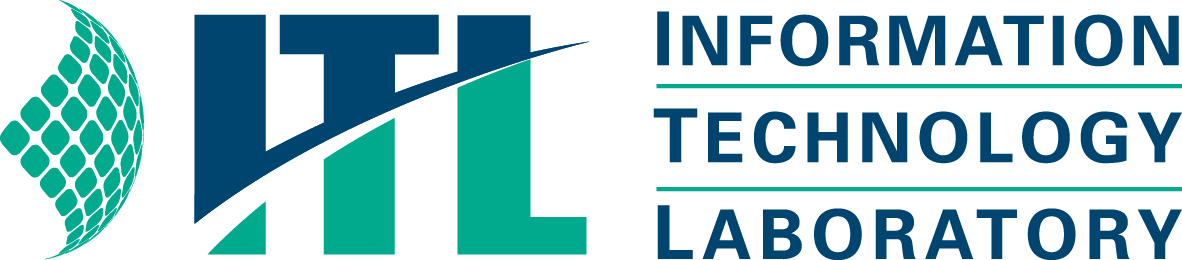 ITL
INFORMATION
TECHNOLOGY
LABORATORY